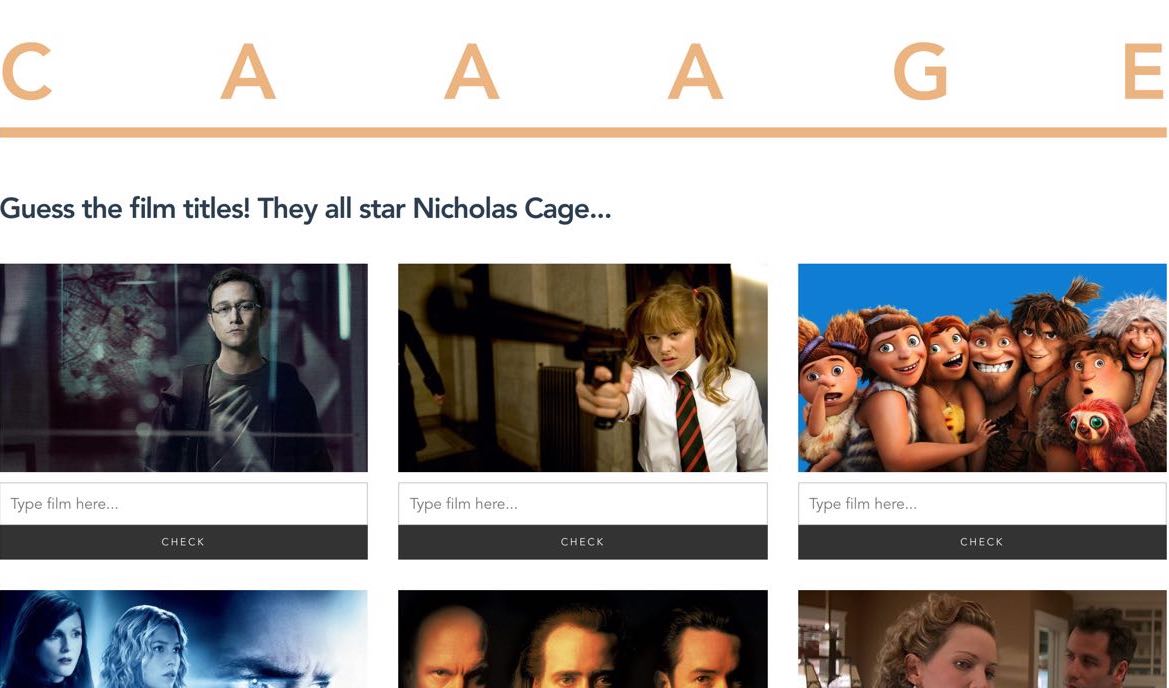 C A A A G E
Guess the film titles! They all star Nicholas Cage...
Type film here... Type film here... Type film here...
CHECK CHECK CHECK